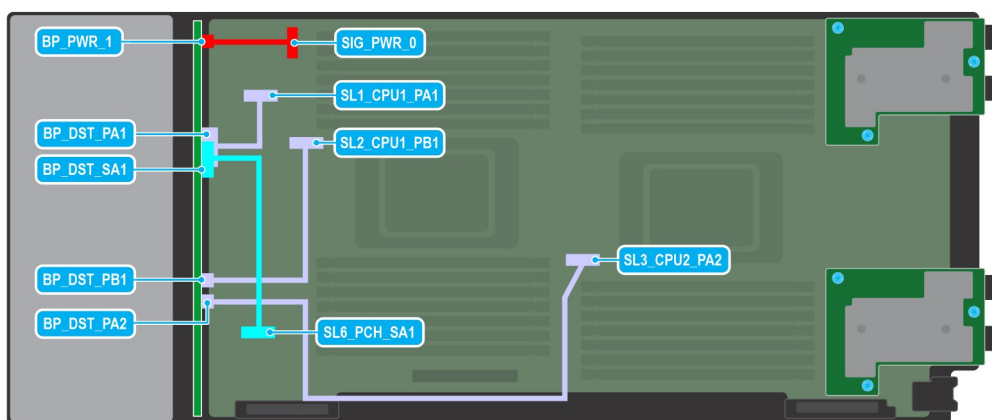 BP_PWR_1
SIG_PWR_0
SL1_CPU1_PA1
BP_DST_PA1
SL2_CPU1_PB1
BP_DST_SA1
SL3_CPU2_PA2
BP_DST_PB1
BP_DST_PA2
SL6_PCH_SA1